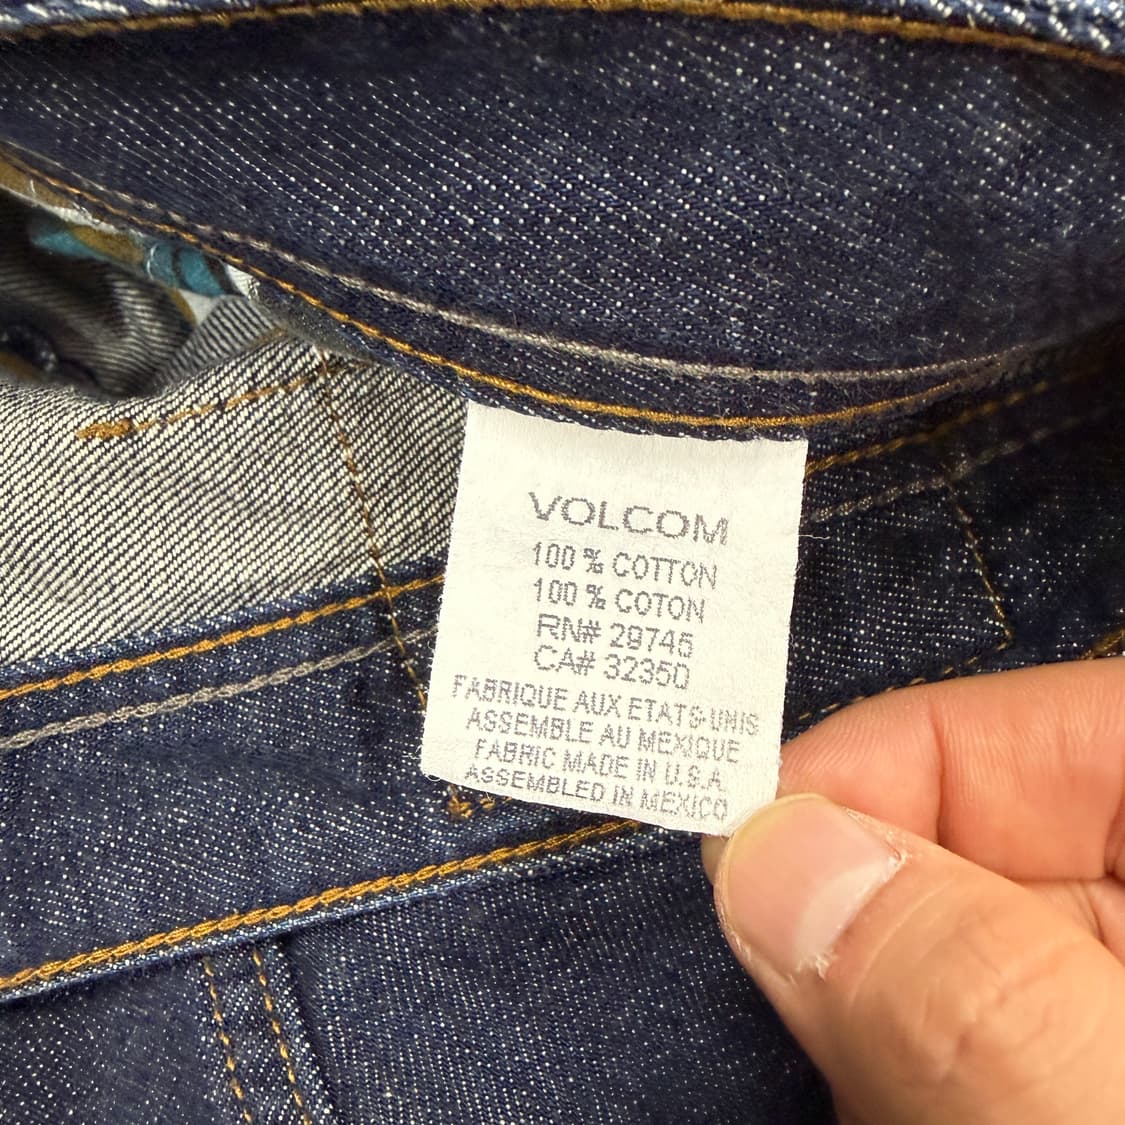 VOLCOM
100 % COTTON
100 % COTON
RN# 29745
CA# 32350
FABRIQUE AUX ETATS-UNIS
ASSEMBLE AU MEXIQUE
FABRIC MADE IN U.S.A.
ASSEMBLED IN MEXICO